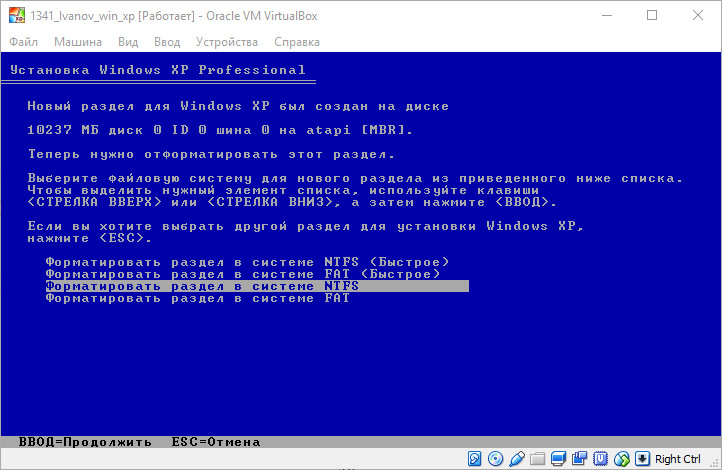 1341_Ivanov_win_xp [Работает] - Oracle VM VirtualBox
Файл Машина Вид Ввод Устройства Справка
Установка Windows XP Professional
Новый раздел для Windows XP был создан на диске
10237 МБ диск 0 ID 0 шина 0 на atapi [MBR].
Теперь нужно отформатировать этот раздел.
Выберите файловую систему для нового раздела из приведенного ниже списка.
Чтобы выделить нужный элемент списка, используйте клавиши
<СТРЕЛКА ВВЕРХ> или <СТРЕЛКА ВНИЗ>, а затем нажмите <ВВОД>.
Если вы хотите выбрать другой раздел для установки Windows XP,
нажмите <ESC>.
Форматировать раздел в системе NTFS (Быстрое)
Форматировать раздел в системе FAT (Быстрое)
Форматировать раздел в системе NTFS
Форматировать раздел в системе FAT
ВВОД=Продолжить ESC=Отмена
Right Ctrl